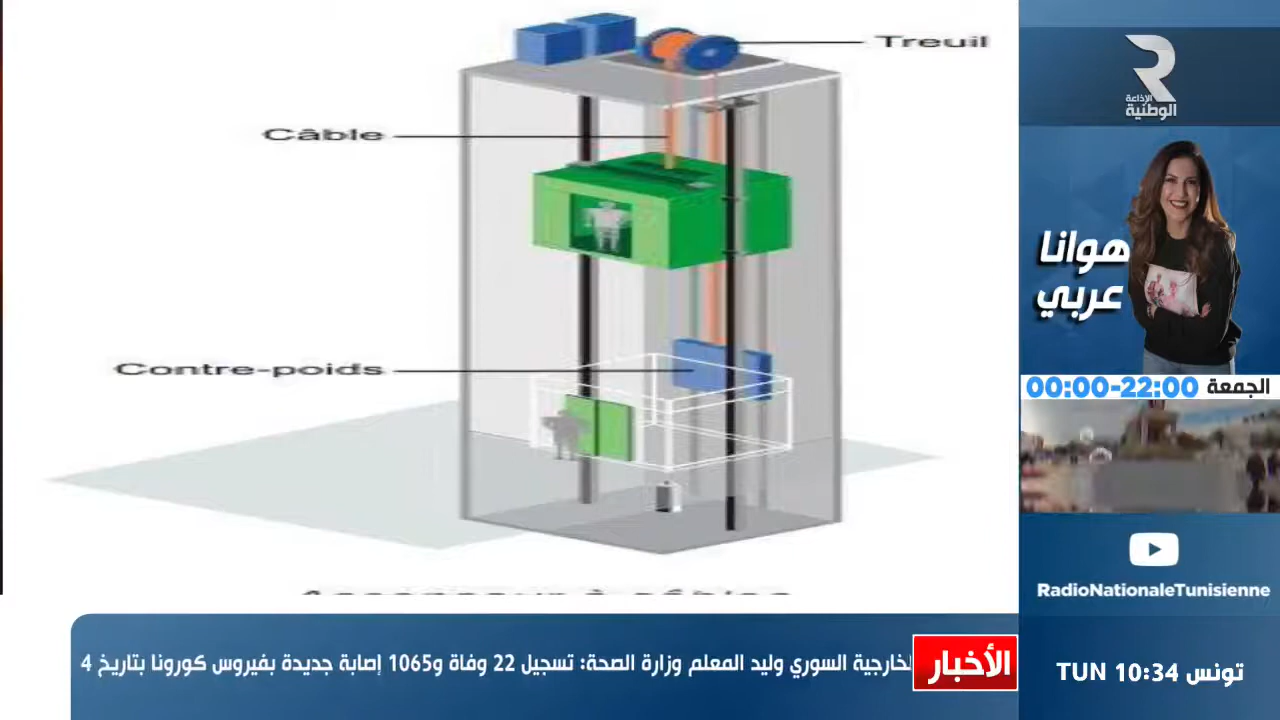 Treuil
Câble
Contre-poids
الإذاعة
الوطنية
هوانا
عربي
الجمعة 22:00-00:00
RadioNationaleTunisienne
الخارجية السوري وليد المعلم وزارة الصحة: تسجيل 22 وفاة و1065 إصابة جديدة بفيروس كورونا بتاريخ 4
الأخبار
تونس TUN 10:34